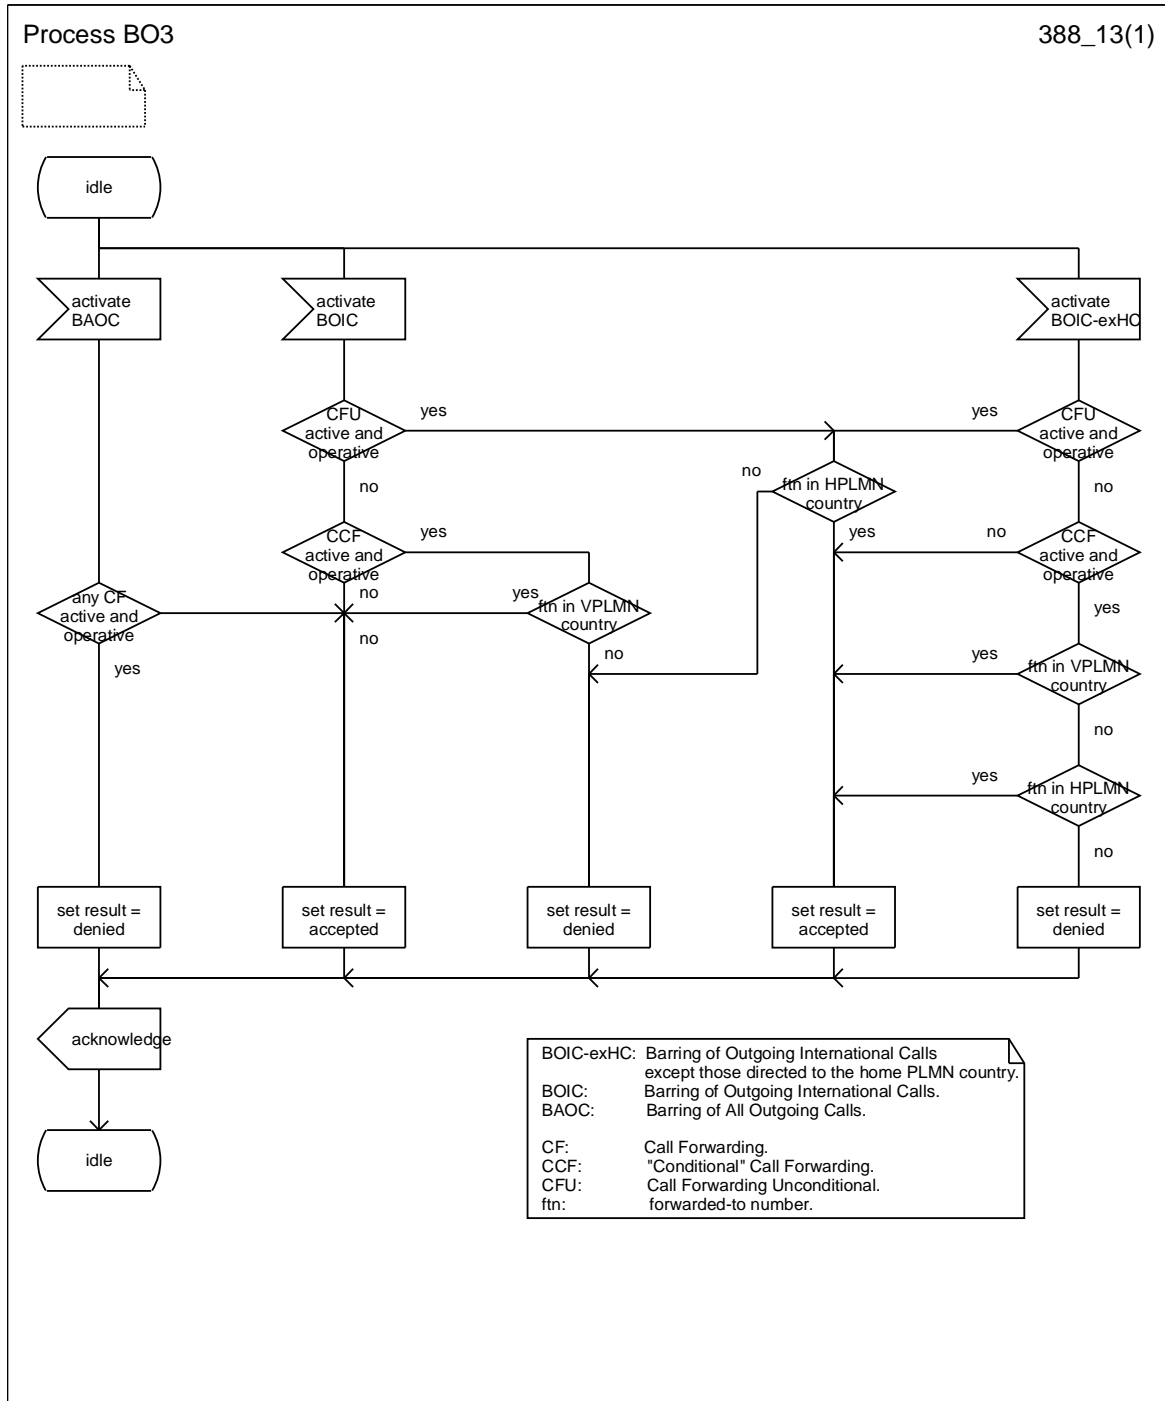 Process BO3
388_13(1)
idle
activate
BAOC
activate
BOIC
activate
BOIC-exHC
CFU
active and
operative
yes
yes
CFU
active and
operative
no
no
ftn in HPLMN
country
no
CCF
active and
operative
yes
yes
no
CCF
active and
operative
any CF
active and
operative
no
no
yes
ftn in VPLMN
country
yes
yes
no
yes
ftn in VPLMN
country
no
yes
ftn in HPLMN
country
no
set result =
denied
set result =
accepted
set result =
denied
set result =
accepted
set result =
denied
acknowledge
idle
BOIC-exHC: Barring of Outgoing International Calls
except those directed to the home PLMN country.
BOIC: Barring of Outgoing International Calls.
BAOC: Barring of All Outgoing Calls.
CF: Call Forwarding.
CCF: "Conditional" Call Forwarding.
CFU: Call Forwarding Unconditional.
ftn: forwarded-to number.